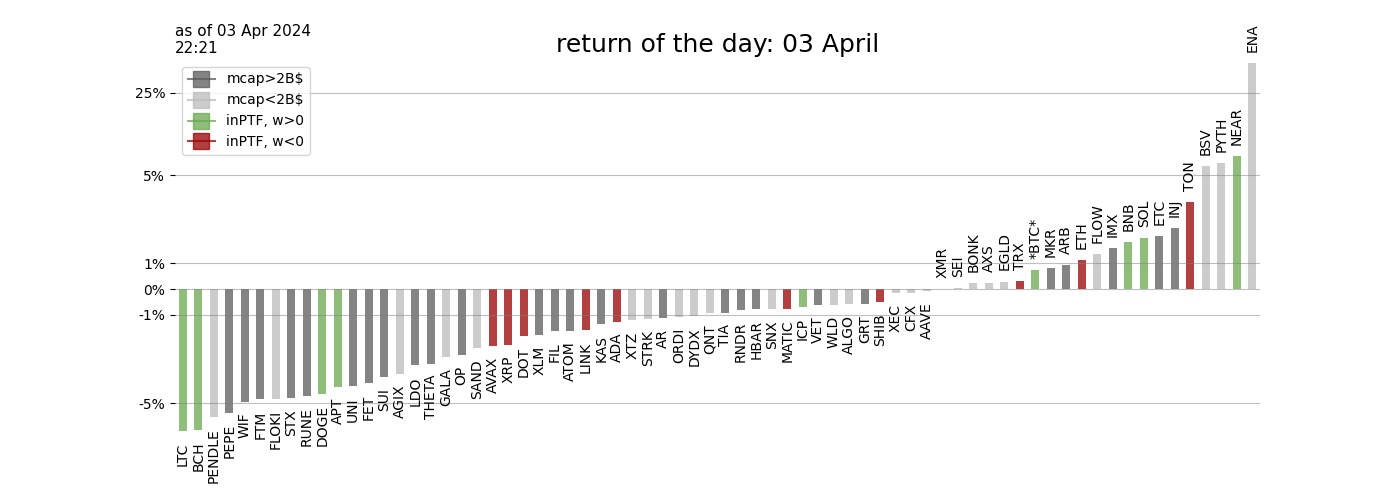 as of 03 Apr 2024
22:21
return of the day: 03 April
mcap>2B$
mcap<2B$
inPTF, w>0
inPTF, w<0
25%
5%
1%
0%
-1%
-5%
LTC
BCH
PENDLE
PEPE
WIF
FTM
FLOKI
STX
RUNE
DOGE
APT
UNI
FET
SUI
AGIX
LDO
THETA
GALA
OP
SAND
AVAX
XRP
DOT
XLM
FIL
ATOM
LINK
KAS
ADA
XTZ
STRK
AR
ORDI
DYDX
QNT
TIA
RNDR
HBAR
SNX
MATIC
ICP
VET
WLD
ALGO
GRT
SHIB
XEC
CFX
AAVE
XMR
SEI
BONK
AXS
EGLD
TRX
*BTC*
MKR
ARB
ETH
FLOW
IMX
BNB
SOL
ETC
INJ
TON
BSV
PYTH
NEAR
ENA